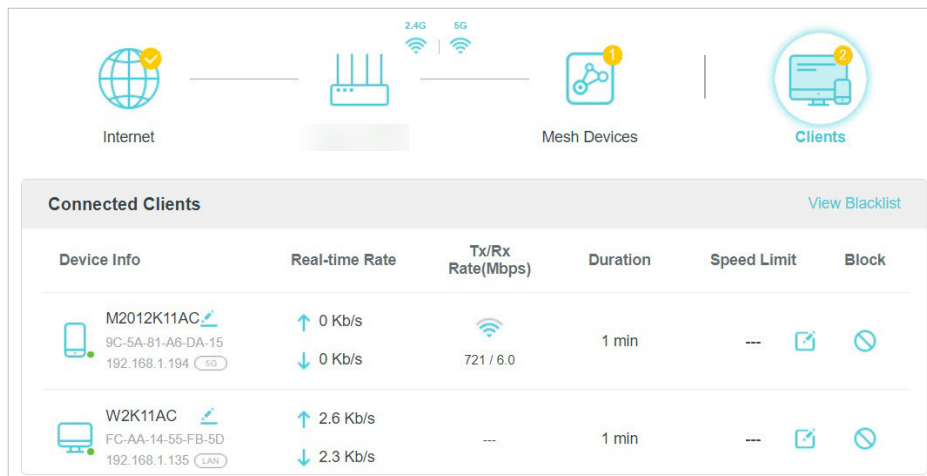 2.4G 5G
1
2
Internet
Mesh Devices
Clients
Connected Clients
View Blacklist
Device Info
Real-time Rate
Tx/Rx
Rate(Mbps)
Duration
Speed Limit
Block
M2012K11AC
9C-5A-81-A6-DA-15
192.168.1.194 5G
0 Kb/s
0 Kb/s
721 / 6.0
1 min
---
W2K11AC
FC-AA-14-55-FB-5D
192.168.1.135 LAN
2.6 Kb/s
2.3 Kb/s
---
1 min
---